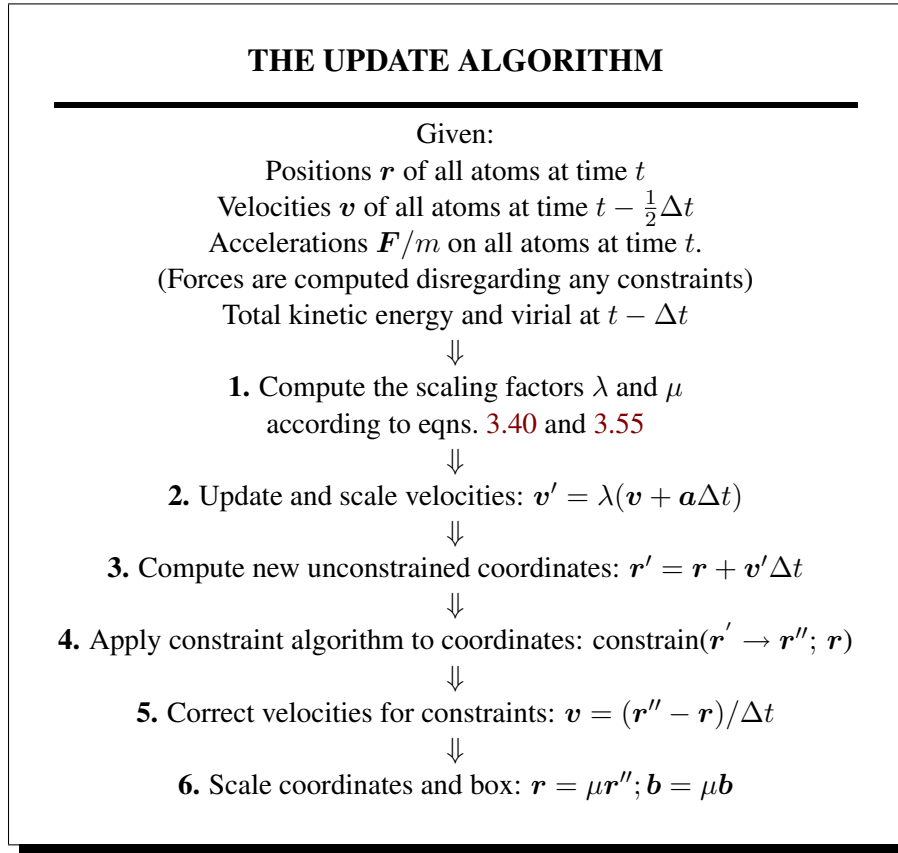 THE UPDATE ALGORITHM
Given:
Positions r of all atoms at time t
Velocities v of all atoms at time t − ½Δt
Accelerations F/m on all atoms at time t.
(Forces are computed disregarding any constraints)
Total kinetic energy and virial at t − Δt
⇓
1. Compute the scaling factors λ and μ
according to eqns. 3.40 and 3.55
⇓
2. Update and scale velocities: v′ = λ(v + aΔt)
⇓
3. Compute new unconstrained coordinates: r′ = r + v′Δt
⇓
4. Apply constraint algorithm to coordinates: constrain(r′ → r″; r)
⇓
5. Correct velocities for constraints: v = (r″ − r)/Δt
⇓
6. Scale coordinates and box: r = μr″; b = μb